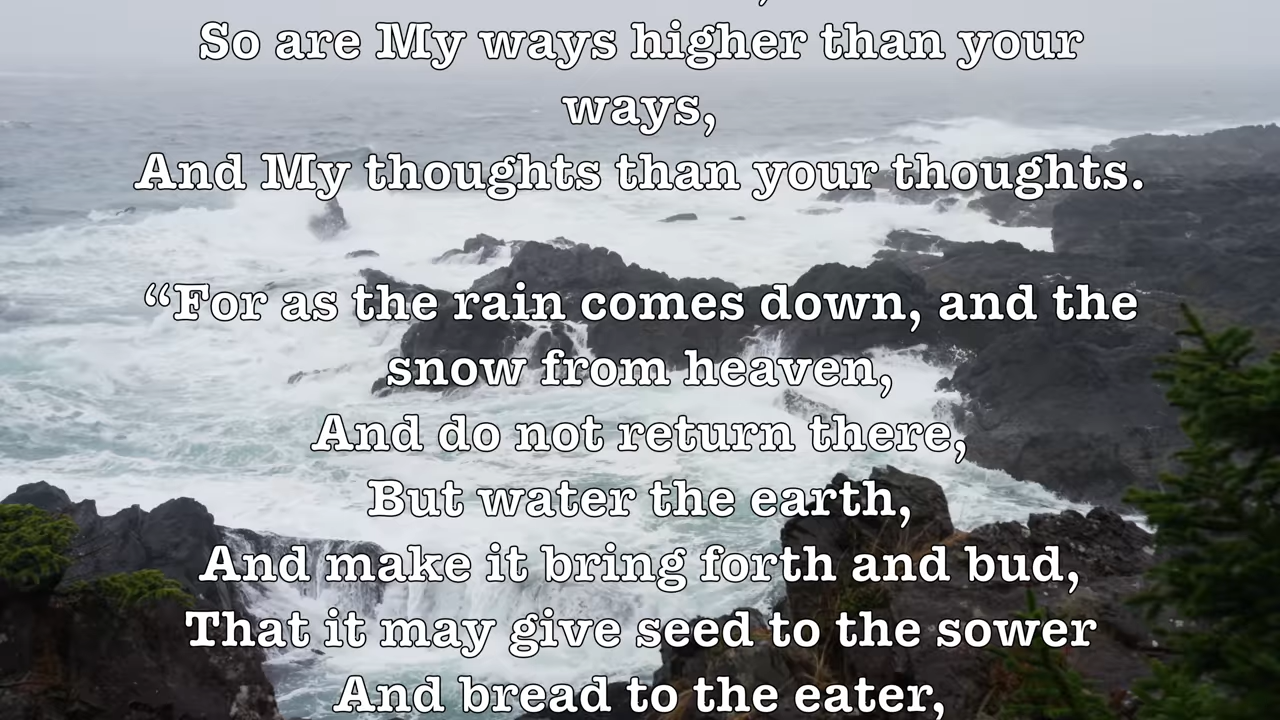 So are My ways higher than your
ways,
And My thoughts than your thoughts.
“For as the rain comes down, and the
snow from heaven,
And do not return there,
But water the earth,
And make it bring forth and bud,
That it may give seed to the sower
And bread to the eater,